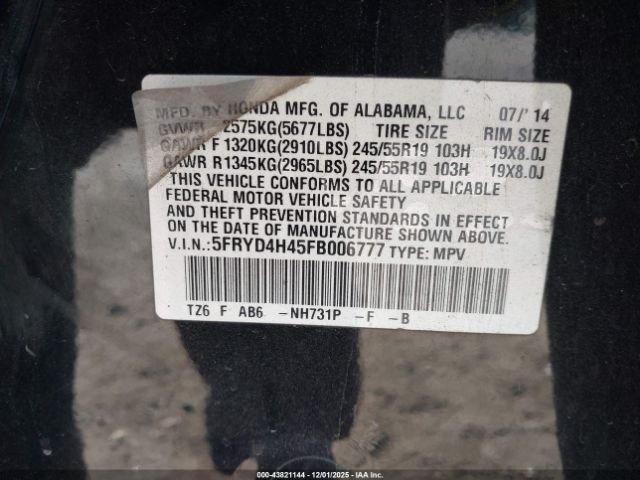 MFD. BY HONDA MFG. OF ALABAMA, LLC 07/'14
GVWR 2575KG(5677LBS) TIRE SIZE RIM SIZE
GAWR F 1320KG(2910LBS) 245/55R19 103H 19X8.0J
GAWR R 1345KG(2965LBS) 245/55R19 103H 19X8.0J
THIS VEHICLE CONFORMS TO ALL APPLICABLE
FEDERAL MOTOR VEHICLE SAFETY
AND THEFT PREVENTION STANDARDS IN EFFECT
ON THE DATE OF MANUFACTURE SHOWN ABOVE.
V.I.N.:5FRYD4H45FB006777 TYPE: MPV
TZ6 F AB6 -NH731P -F -B
000-43821144 - 12/01/2025 - IAAI.COM